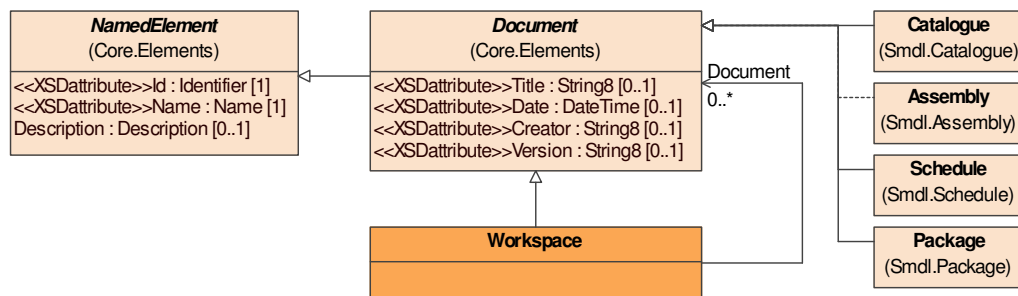 NamedElement
(Core.Elements)
<<XSDattribute>>Id : Identifier [1]
<<XSDattribute>>Name : Name [1]
Description : Description [0..1]
Document
(Core.Elements)
<<XSDattribute>>Title : String8 [0..1]
<<XSDattribute>>Date : DateTime [0..1]
<<XSDattribute>>Creator : String8 [0..1]
<<XSDattribute>>Version : String8 [0..1]
Document
0..*
Workspace
Catalogue
(Smdl.Catalogue)
Assembly
(Smdl.Assembly)
Schedule
(Smdl.Schedule)
Package
(Smdl.Package)